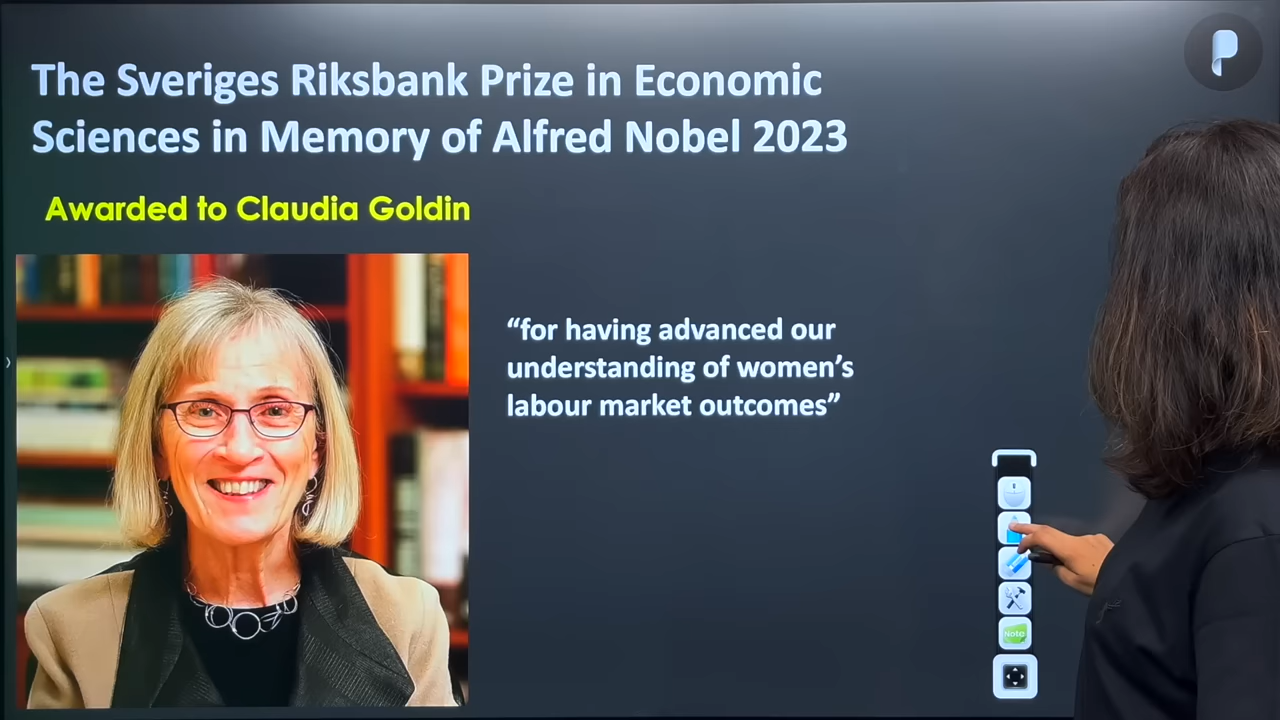 The Sveriges Riksbank Prize in Economic
Sciences in Memory of Alfred Nobel 2023
Awarded to Claudia Goldin
“for having advanced our
understanding of women’s
labour market outcomes”
Note